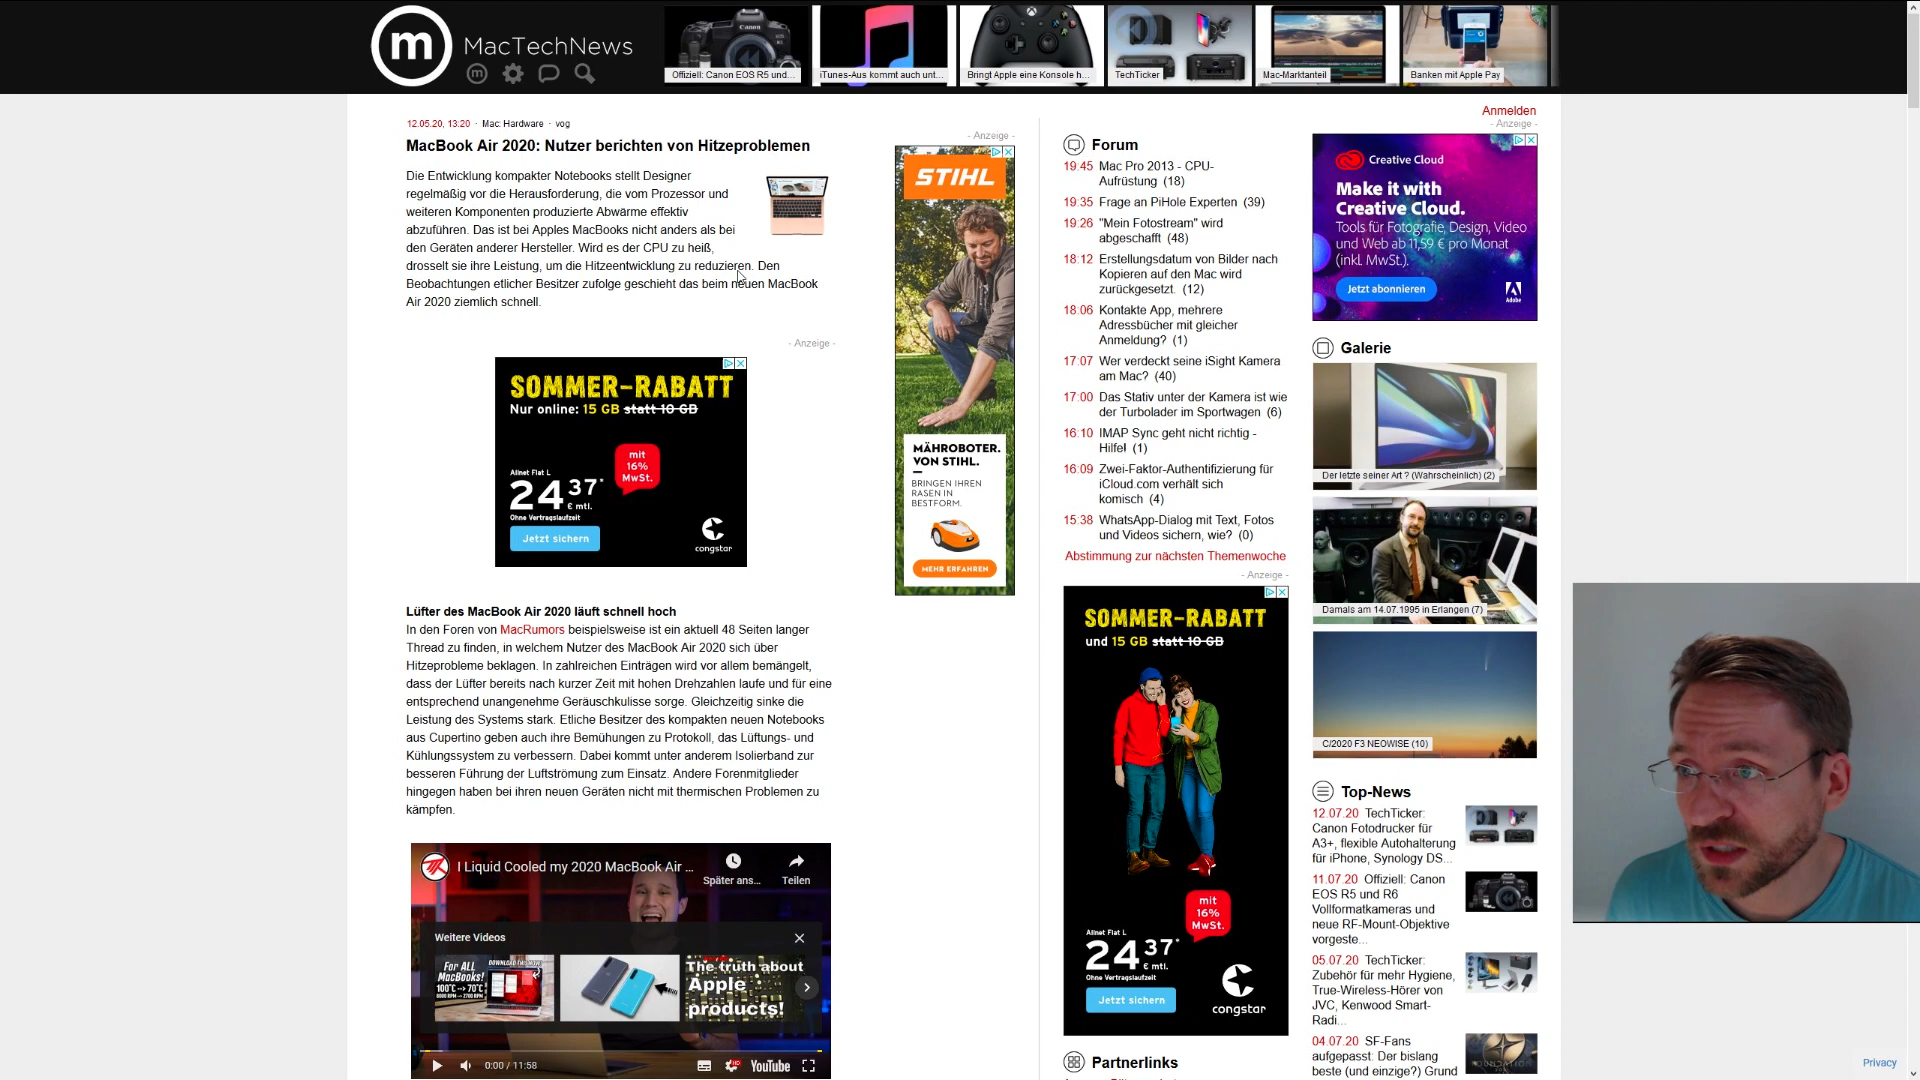 MacTechNews
Offiziell: Canon EOS R5 und...
iTunes-Aus kommt auch unt...
Bringt Apple eine Konsole h...
TechTicker
Mac-Marktanteil
Banken mit Apple Pay
Anmelden
12.05.20, 13:20 · Mac: Hardware · vog
MacBook Air 2020: Nutzer berichten von Hitzeproblemen
Die Entwicklung kompakter Notebooks stellt Designer
regelmäßig vor die Herausforderung, die vom Prozessor und
weiteren Komponenten produzierte Abwärme effektiv
abzuführen. Das ist bei Apples MacBooks nicht anders als bei
den Geräten anderer Hersteller. Wird es der CPU zu heiß,
drosselt sie ihre Leistung, um die Hitzeentwicklung zu reduzieren. Den
Beobachtungen etlicher Besitzer zufolge geschieht das beim neuen MacBook
Air 2020 ziemlich schnell.
- Anzeige -
SOMMER-RABATT
Nur online: 15 GB statt 10 GB
mit
16%
MwSt.
Allnet Flat L
24 37*
€ mtl.
Ohne Vertragslaufzeit
Jetzt sichern
congstar
Lüfter des MacBook Air 2020 läuft schnell hoch
In den Foren von MacRumors beispielsweise ist ein aktuell 48 Seiten langer
Thread zu finden, in welchem Nutzer des MacBook Air 2020 sich über
Hitzeprobleme beklagen. In zahlreichen Einträgen wird vor allem bemängelt,
dass der Lüfter bereits nach kurzer Zeit mit hohen Drehzahlen laufe und für eine
entsprechend unangenehme Geräuschkulisse sorge. Gleichzeitig sinke die
Leistung des Systems stark. Etliche Besitzer des kompakten neuen Notebooks
aus Cupertino geben auch ihre Bemühungen zu Protokoll, das Lüftungs- und
Kühlungssystem zu verbessern. Dabei kommt unter anderem Isolierband zur
besseren Führung der Luftströmung zum Einsatz. Andere Forenmitglieder
hingegen haben bei ihren neuen Geräten nicht mit thermischen Problemen zu
kämpfen.
I Liquid Cooled my 2020 MacBook Air ...
Später ans...
Teilen
Weitere Videos
For ALL
MacBooks!
100°C → 70°C
8000 RPM → 2700 RPM
DOWNLOAD THIS NOW
The truth about
Apple
products!
0:00 / 11:58
YouTube
- Anzeige -
STIHL
MÄHROBOTER.
VON STIHL.
BRINGEN IHREN
RASEN IN
BESTFORM.
MEHR ERFAHREN
Forum
19:45 Mac Pro 2013 - CPU-
Aufrüstung (18)
19:35 Frage an PiHole Experten (39)
19:26 "Mein Fotostream" wird
abgeschafft (48)
18:12 Erstellungsdatum von Bilder nach
Kopieren auf den Mac wird
zurückgesetzt. (12)
18:06 Kontakte App, mehrere
Adressbücher mit gleicher
Anmeldung? (1)
17:07 Wer verdeckt seine iSight Kamera
am Mac? (40)
17:00 Das Stativ unter der Kamera ist wie
der Turbolader im Sportwagen (6)
16:10 IMAP Sync geht nicht richtig -
Hilfe! (1)
16:09 Zwei-Faktor-Authentifizierung für
iCloud.com verhält sich
komisch (4)
15:38 WhatsApp-Dialog mit Text, Fotos
und Videos sichern, wie? (0)
Abstimmung zur nächsten Themenwoche
- Anzeige -
SOMMER-RABATT
und 15 GB statt 10 GB
mit
16%
MwSt.
Allnet Flat L
24 37*
€ mtl.
Ohne Vertragslaufzeit
Jetzt sichern
congstar
Partnerlinks
- Anzeige -
Creative Cloud
Make it with
Creative Cloud.
Tools für Fotografie, Design, Video
und Web ab 11,59 € pro Monat
(inkl. MwSt.).
Jetzt abonnieren
Adobe
Galerie
Der letzte seiner Art ? (Wahrscheinlich) (2)
Damals am 14.07.1995 in Erlangen (7)
C/2020 F3 NEOWISE (10)
Top-News
12.07.20 TechTicker:
Canon Fotodrucker für
A3+, flexible Autohalterung
für iPhone, Synology DS...
11.07.20 Offiziell: Canon
EOS R5 und R6
Vollformatkameras und
neue RF-Mount-Objektive
vorgeste...
05.07.20 TechTicker:
Zubehör für mehr Hygiene,
True-Wireless-Hörer von
JVC, Kenwood Smart-
Radi...
04.07.20 SF-Fans
aufgepasst: Der bislang
beste (und einzige?) Grund
FOUNDATION
Privacy